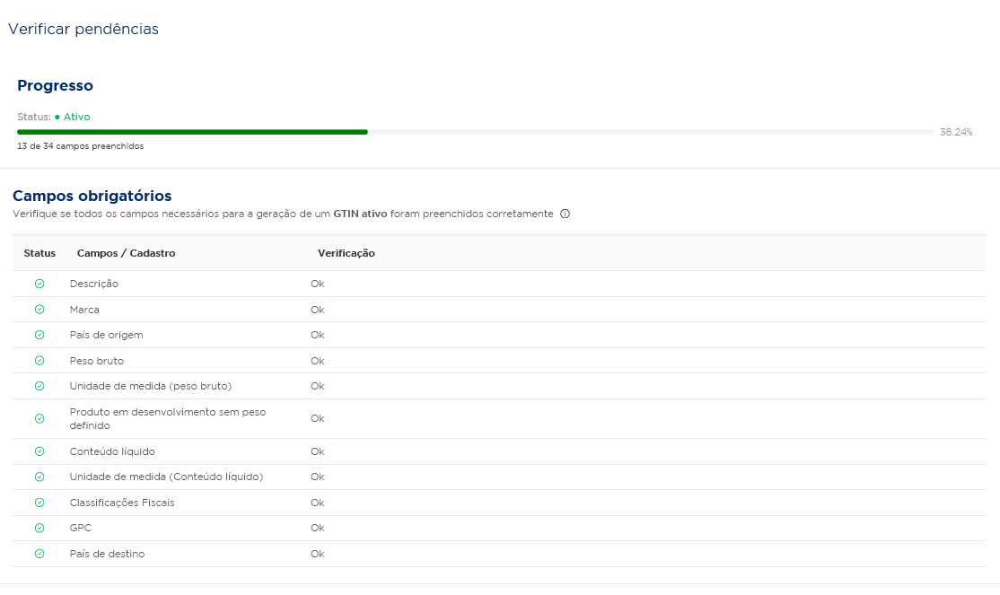 Verificar pendências
Progresso
Status: • Ativo
38.24%
13 de 34 campos preenchidos
Campos obrigatórios
Verifique se todos os campos necessários para a geração de um GTIN ativo foram preenchidos corretamente
Status Campos / Cadastro Verificação
Descrição Ok
Marca Ok
País de origem Ok
Peso bruto Ok
Unidade de medida (peso bruto) Ok
Produto em desenvolvimento sem peso
definido Ok
Conteúdo líquido Ok
Unidade de medida (Conteúdo líquido) Ok
Classificações Fiscais Ok
GPC Ok
País de destino Ok